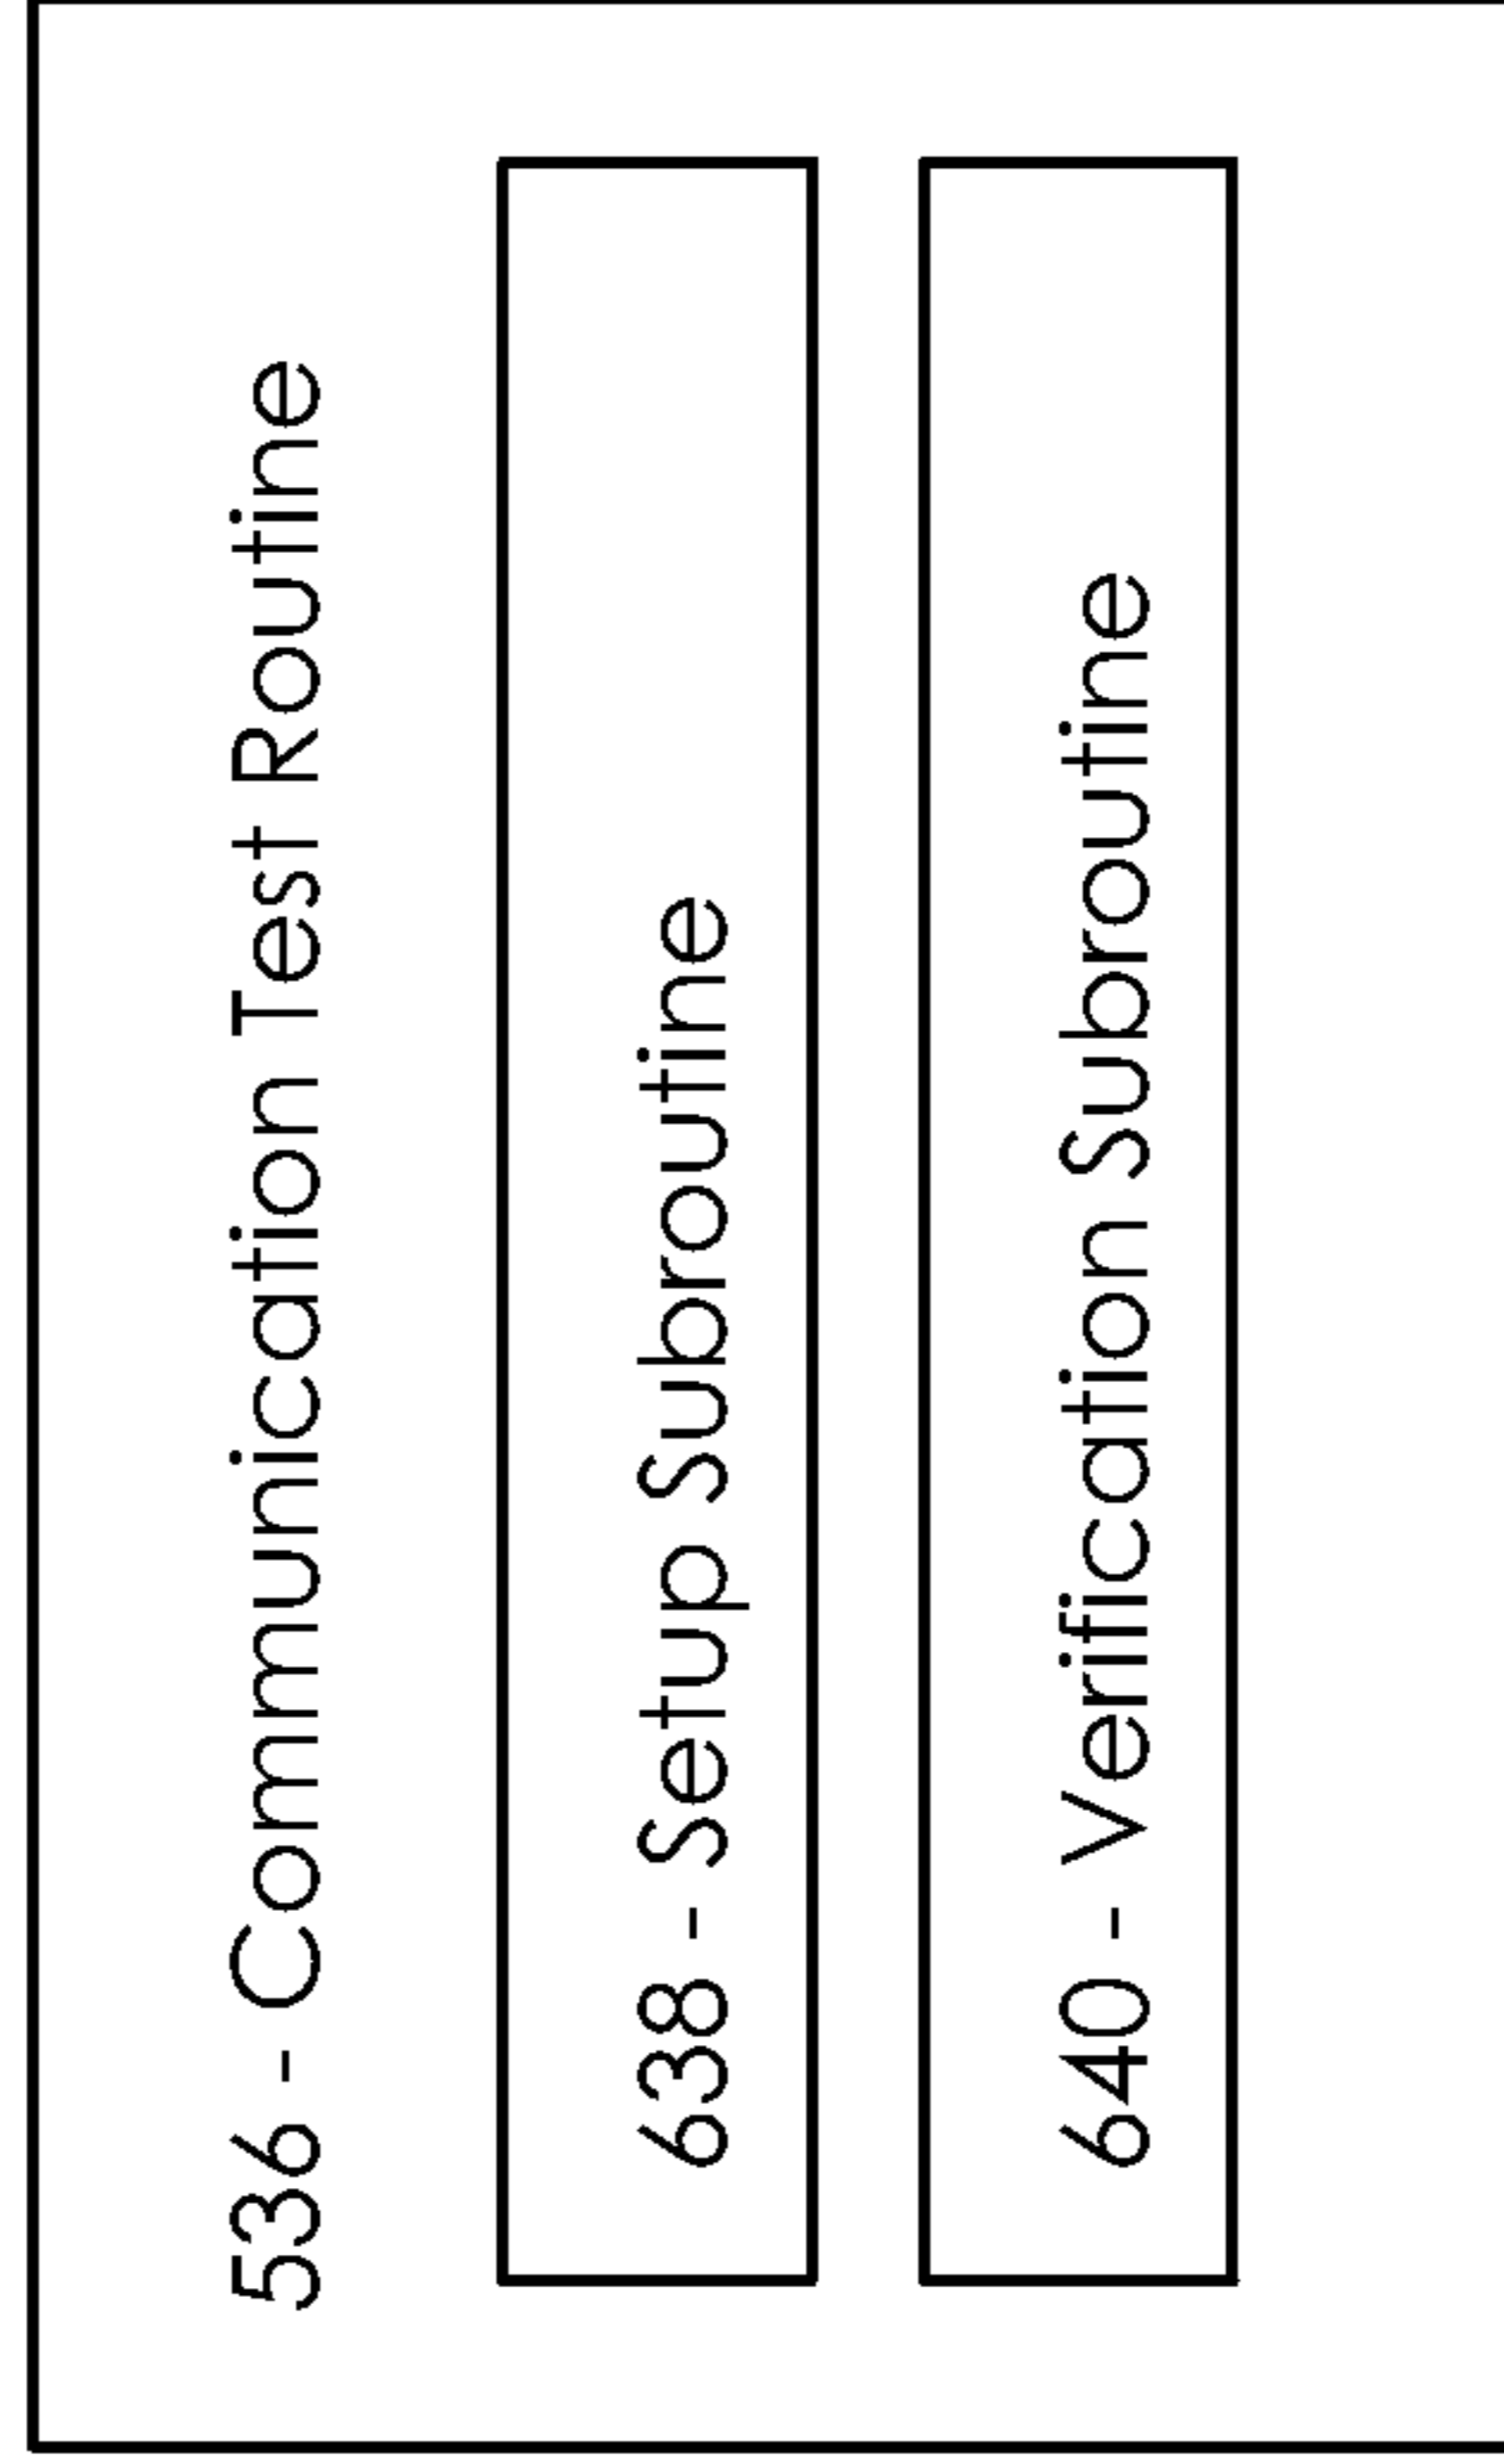 536 - Communication Test Routine
638 - Setup Subroutine
640 - Verification Subroutine